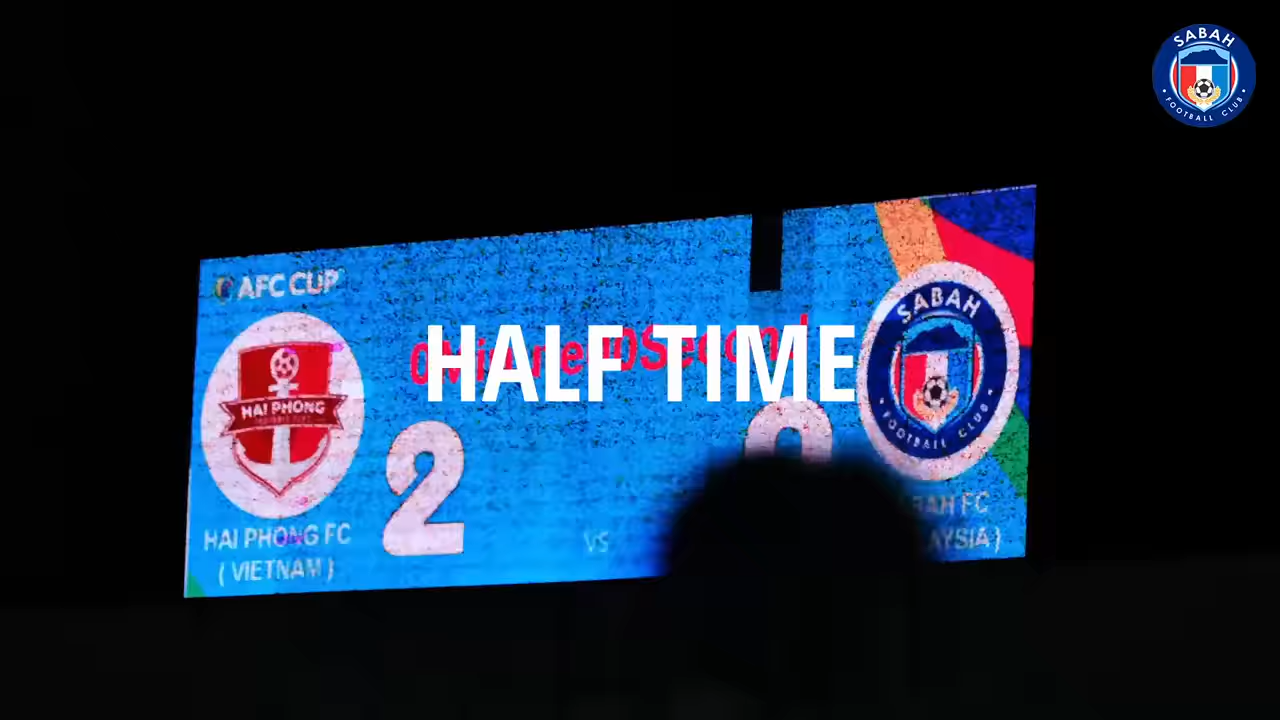 SABAH
FOOTBALL CLUB
AFC CUP
HALF TIME
HAI PHONG
SABAH
FOOTBALL CLUB
2
VS
HAI PHONG FC
( VIETNAM )